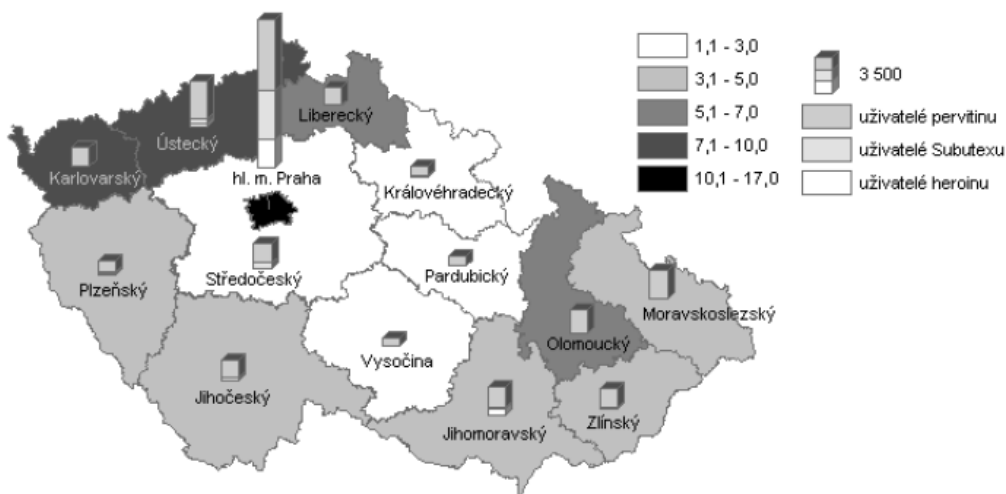 1,1 - 3,0
3,1 - 5,0
5,1 - 7,0
7,1 - 10,0
10,1 - 17,0
3 500
uživatelé pervitinu
uživatelé Subutexu
uživatelé heroinu
Liberecký
Ústecký
Karlovarský
hl. m. Praha
Královéhradecký
Středočeský
Pardubický
Plzeňský
Moravskoslezský
Olomoucký
Vysočina
Jihočeský
Zlínský
Jihomoravský